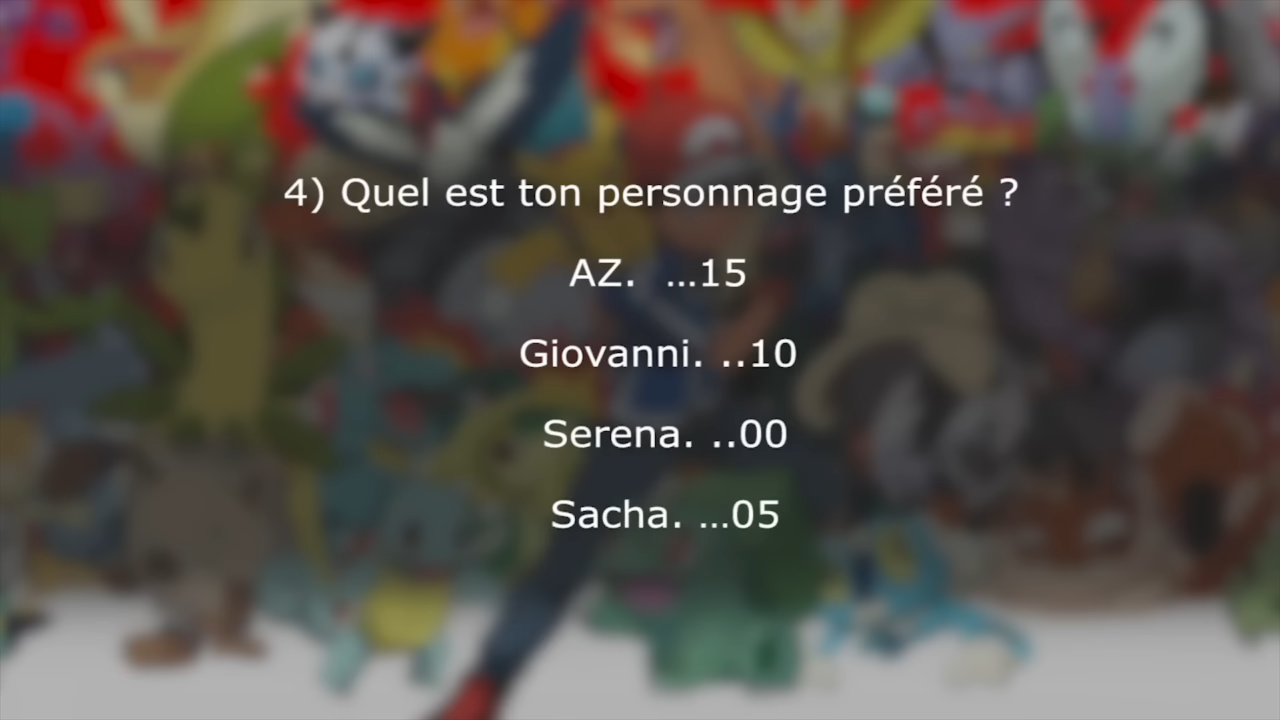 4) Quel est ton personnage préféré ?
AZ.  ...15
Giovanni. ..10
Serena. ..00
Sacha. ...05